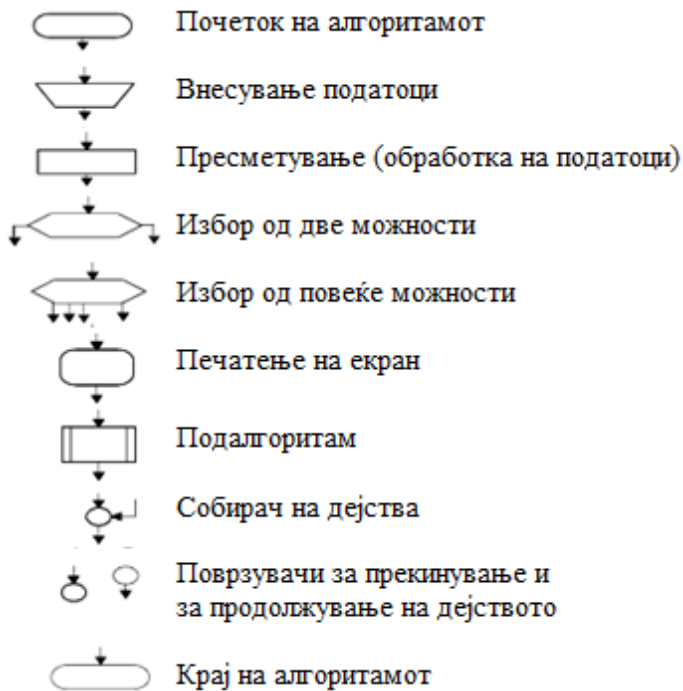 Почеток на алгоритамот
Внесување податоци
Пресметување (обработка на податоци)
Избор од две можности
Избор од повеќе можности
Печатење на екран
Подалгоритам
Собирач на дејства
Поврзувачи за прекинување и
за продолжување на дејството
Крај на алгоритамот